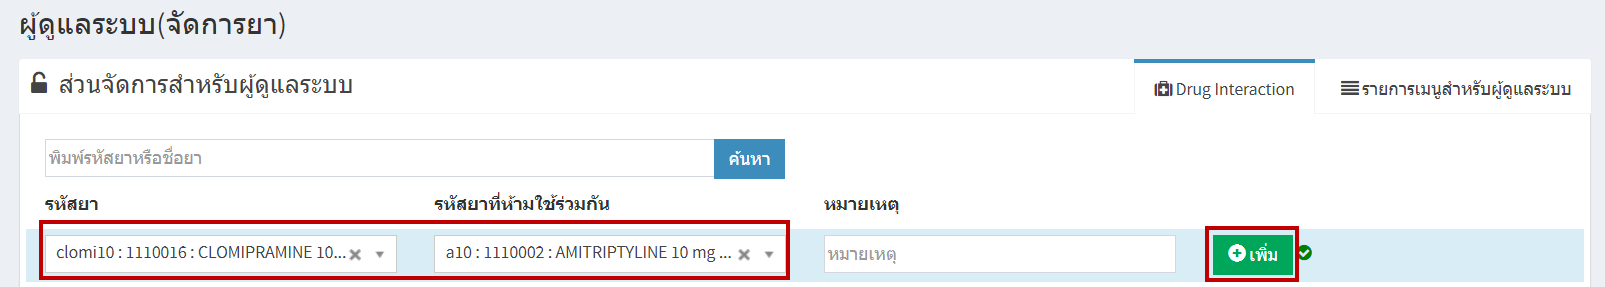 ผู้ดูแลระบบ(จัดการยา)
ส่วนจัดการสำหรับผู้ดูแลระบบ
Drug Interaction
รายการเมนูสำหรับผู้ดูแลระบบ
พิมพ์รหัสยาหรือชื่อยา
ค้นหา
รหัสยา
รหัสยาที่ห้ามใช้ร่วมกัน
หมายเหตุ
clomi10 : 1110016 : CLOMIPRAMINE 10...
a10 : 1110002 : AMITRIPTYLINE 10 mg ...
หมายเหตุ
เพิ่ม